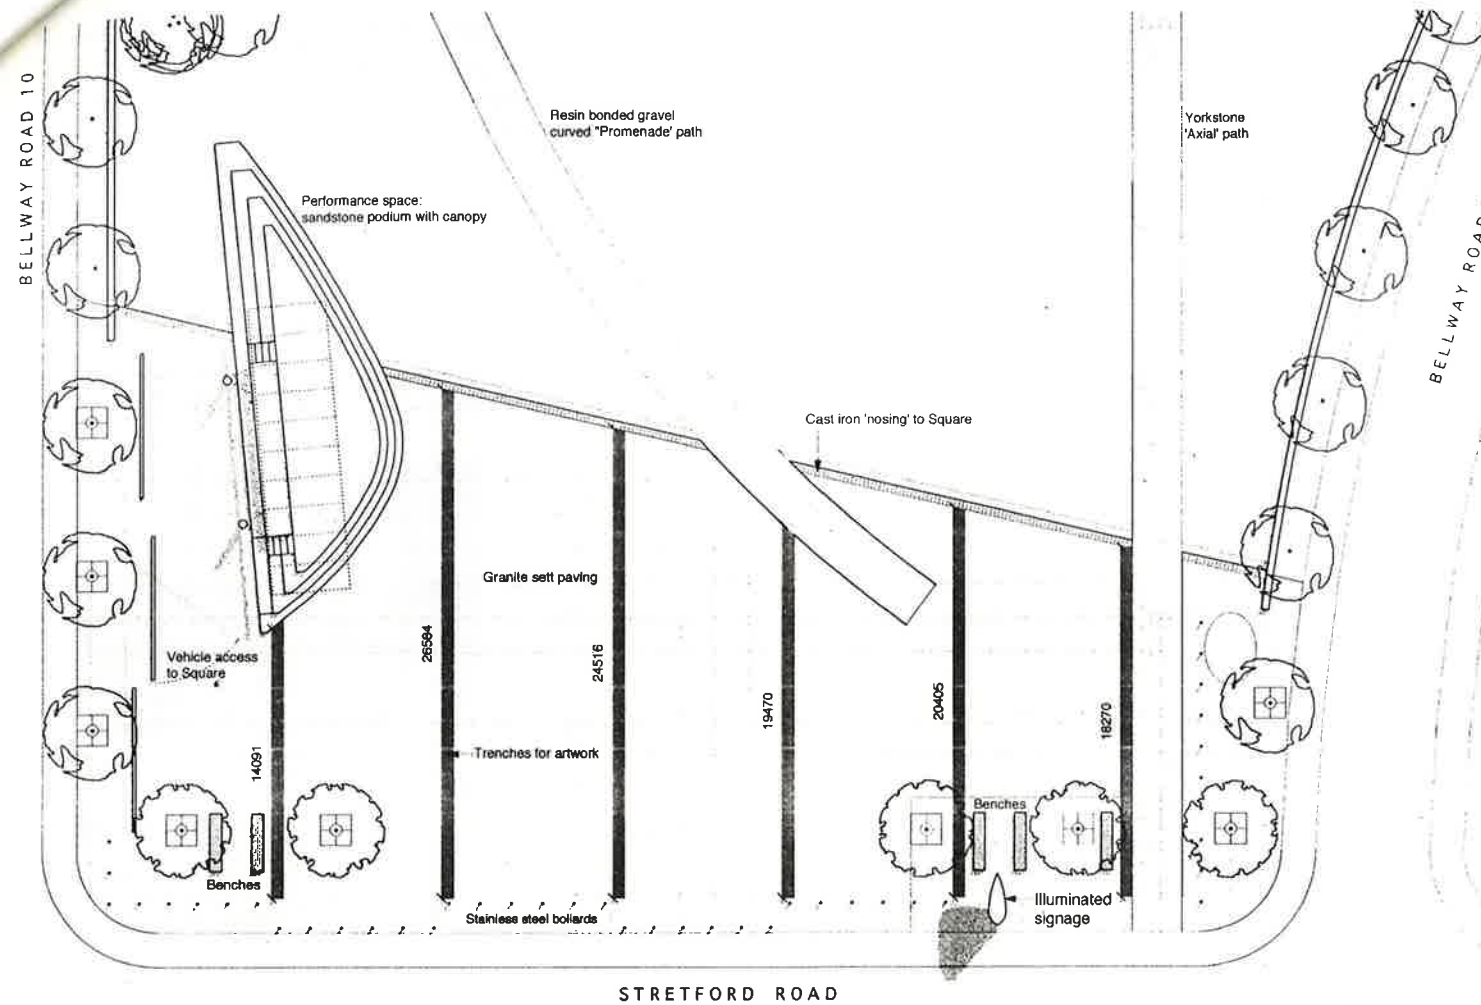 BELLWAY ROAD 10
Resin bonded gravel
curved "Promenade' path
Yorkstone
'Axial' path
Performance space:
sandstone podium with canopy
BELLWAY ROAD
Cast iron 'nosing' to Square
Granite sett paving
26584
24516
Vehicle access
to Square
19470
20405
18270
14091
Trenches for artwork
Benches
Benches
Illuminated
signage
Stainless steel bollards
STRETFORD ROAD